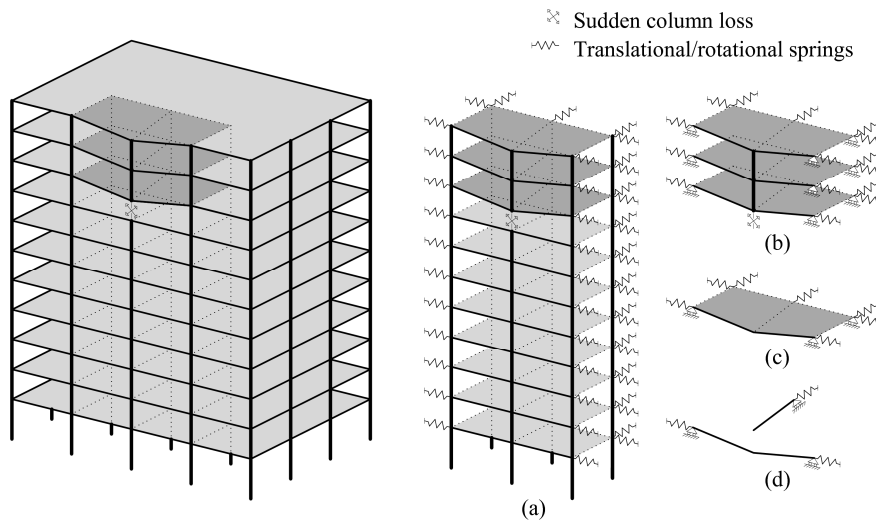 Sudden column loss
Translational/rotational springs
(a)
(b)
(c)
(d)